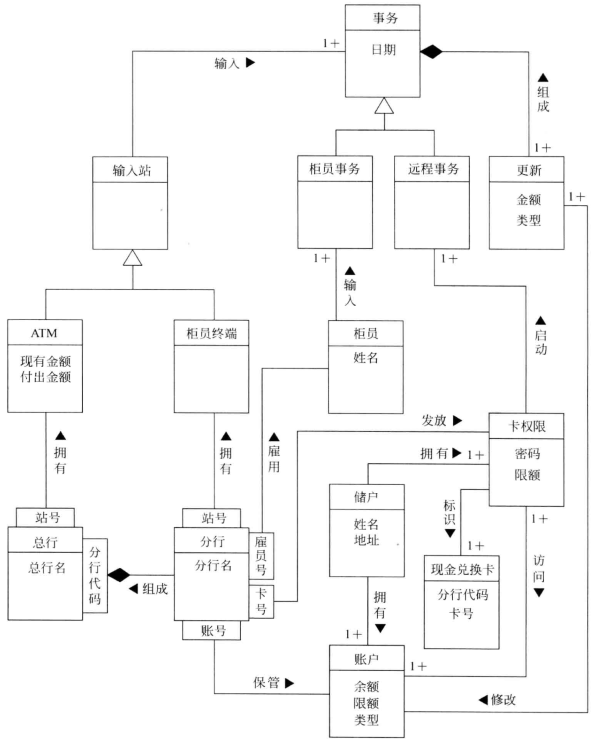 事务
日期
1+
输入▶
▲组成
1+
输入站
柜员事务
远程事务
更新
金额
类型
1+
1+
1+
▲输入
▲启动
ATM
现有金额
付出金额
柜员终端
柜员
姓名
▲拥有
▲拥有
▲雇用
发放▶
卡权限
密码
限额
拥有▶
1+
储户
姓名
地址
标识▼
1+
1+
访问▼
站号
总行
总行名
分行代码
◀组成
站号
分行
分行名
雇员号
卡号
账号
现金兑换卡
分行代码
卡号
拥有▼
1+
保管▶
账户
余额
限额
类型
1+
◀修改